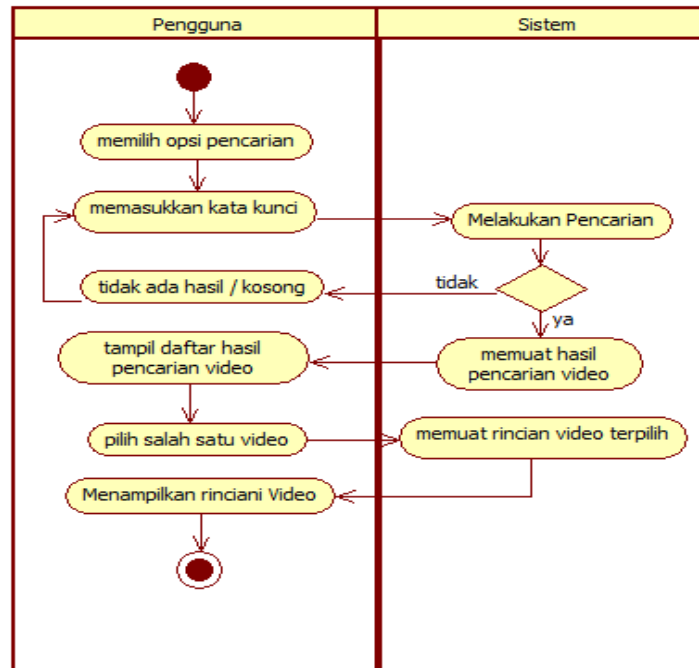 Pengguna
Sistem
memilih opsi pencarian
memasukkan kata kunci
Melakukan Pencarian
tidak
tidak ada hasil / kosong
ya
tampil daftar hasil
pencarian video
memuat hasil
pencarian video
pilih salah satu video
memuat rincian video terpilih
Menampilkan rinciani Video